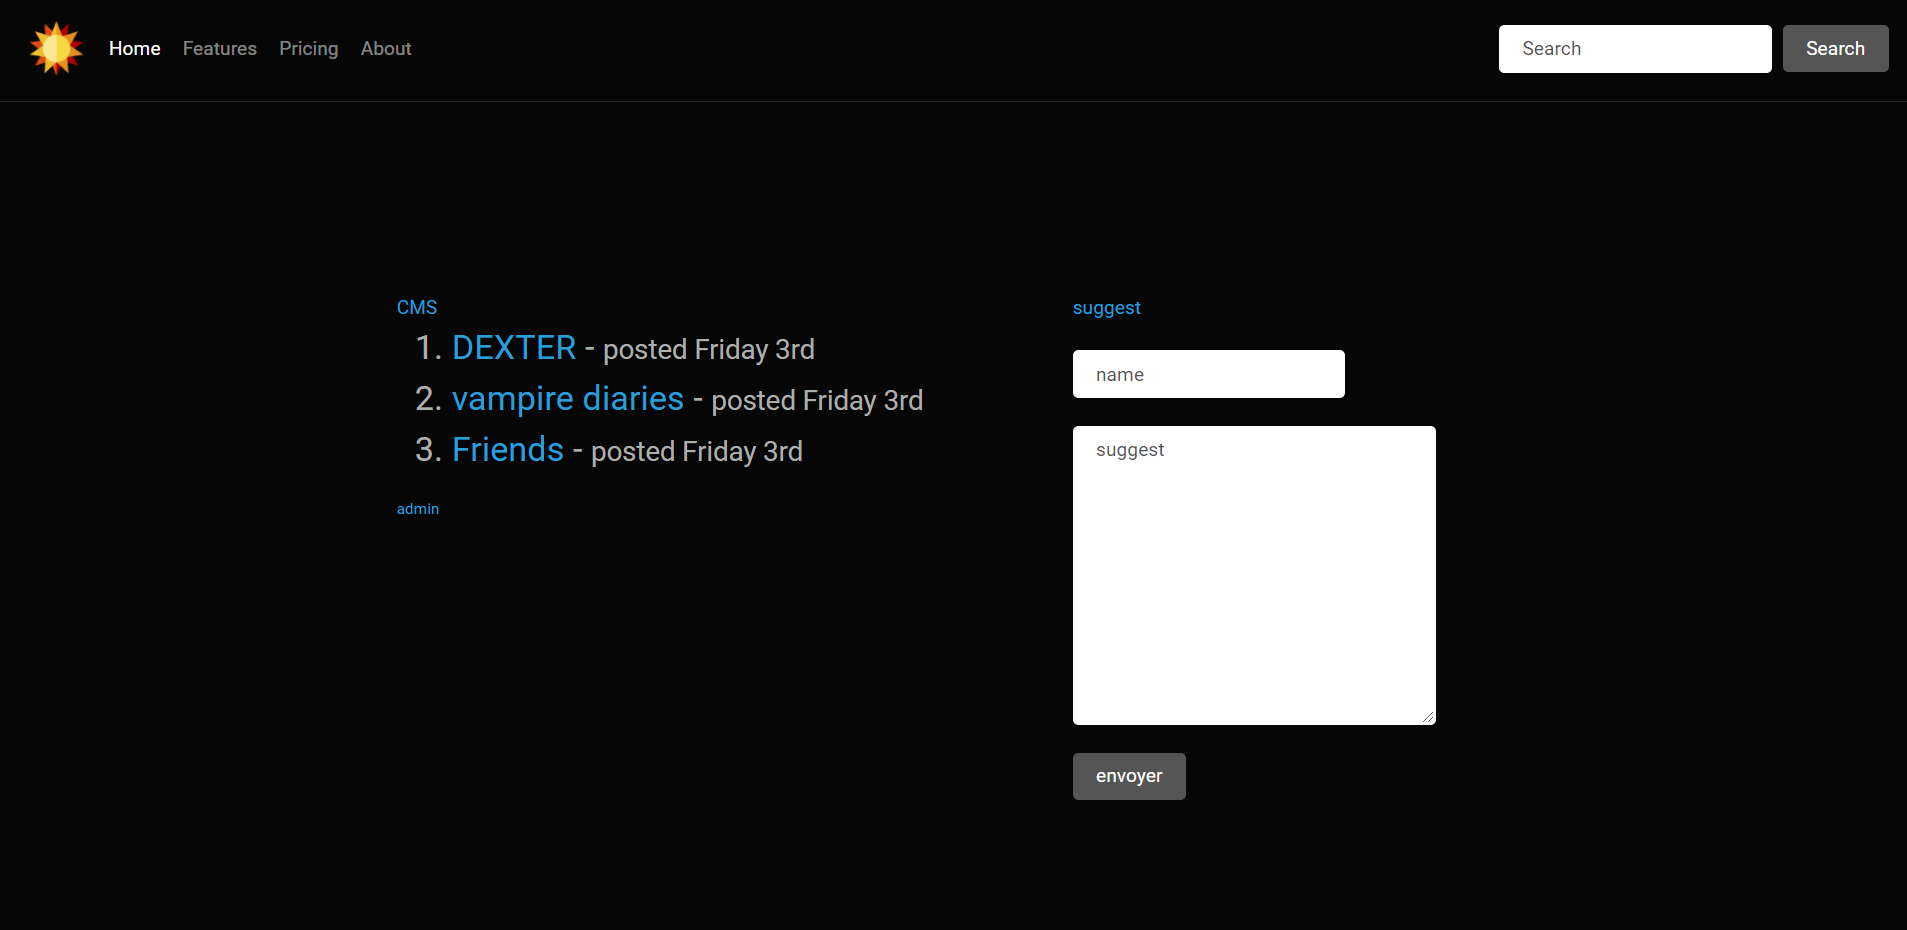 Home Features Pricing About Search Search
CMS
1. DEXTER - posted Friday 3rd
2. vampire diaries - posted Friday 3rd
3. Friends - posted Friday 3rd
admin
suggest
name
suggest
envoyer